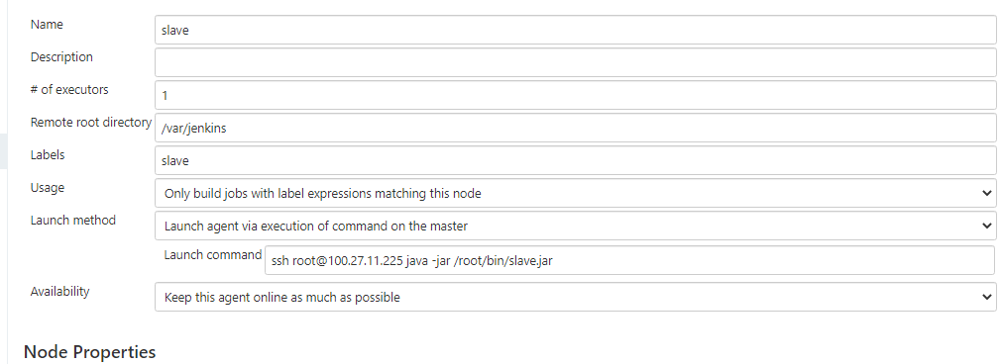 Name slave
Description
# of executors 1
Remote root directory /var/jenkins
Labels slave
Usage Only build jobs with label expressions matching this node
Launch method Launch agent via execution of command on the master
Launch command ssh root@100.27.11.225 java -jar /root/bin/slave.jar
Availability Keep this agent online as much as possible
Node Properties